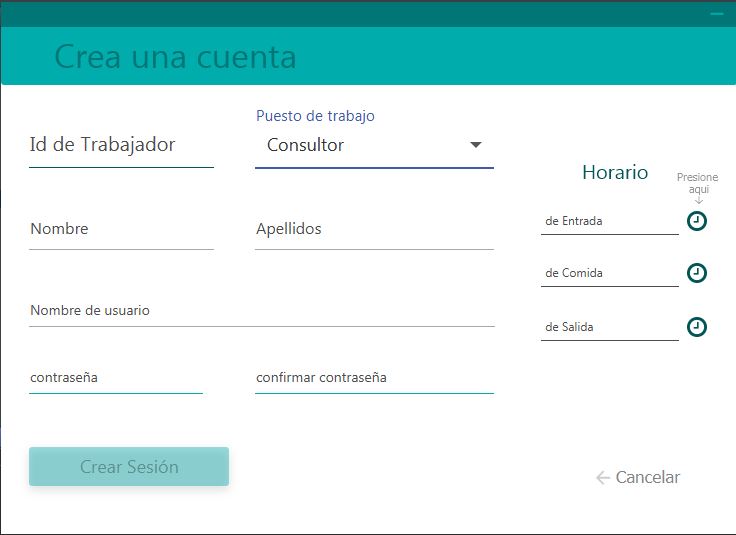 Crea una cuenta
Id de Trabajador
Puesto de trabajo
Consultor
Nombre
Apellidos
Nombre de usuario
contraseña
confirmar contraseña
Horario
Presione
aqui
de Entrada
de Comida
de Salida
Crear Sesión
Cancelar